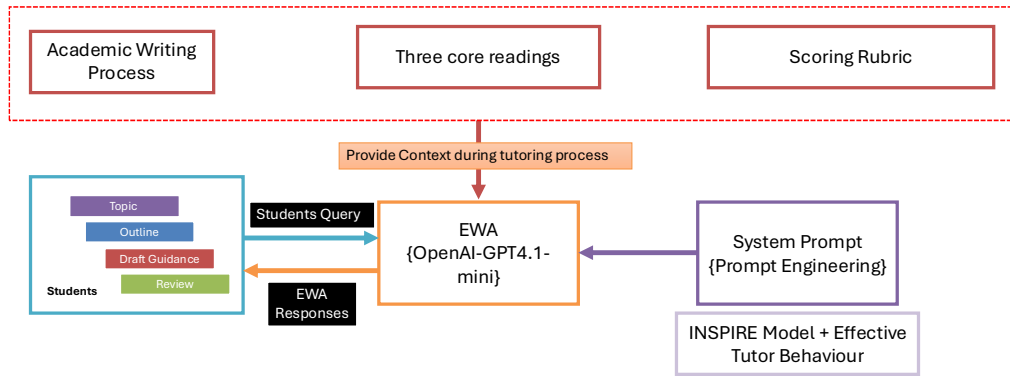 Academic Writing
Process
Three core readings
Scoring Rubric
Provide Context during tutoring process
Topic
Outline
Draft Guidance
Review
Students
Students Query
EWA
Responses
EWA
{OpenAI-GPT4.1-
mini}
System Prompt
{Prompt Engineering}
INSPIRE Model + Effective
Tutor Behaviour